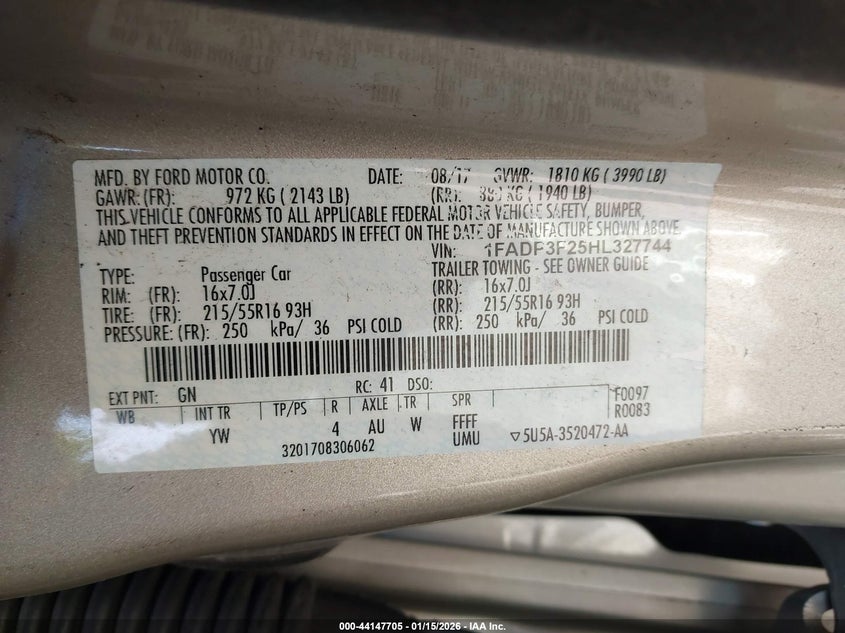 MFD. BY FORD MOTOR CO. DATE: 08/17 GVWR: 1810 KG ( 3990 LB)
GAWR: (FR): 972 KG ( 2143 LB) (RR): KG ( 1940 LB)
THIS VEHICLE CONFORMS TO ALL APPLICABLE FEDERAL MOTOR VEHICLE SAFETY, BUMPER,
AND THEFT PREVENTION STANDARDS IN EFFECT ON THE DATE OF MANUFACTURE SHOWN ABOVE.
VIN: 1FADP3F25HL327744
TYPE: Passenger Car TRAILER TOWING - SEE OWNER GUIDE
RIM: (FR): 16x7.0J (RR): 16x7.0J
TIRE: (FR): 215/55R16 93H (RR): 215/55R16 93H
PRESSURE: (FR): 250 kPa/ 36 PSI COLD (RR): 250 kPa/ 36 PSI COLD
EXT PNT: GN RC: 41 DSO: F0097
WB INT TR TP/PS R AXLE TR SPR R0083
YW 4 AU W FFFF
3201708306062 UMU ▽5U5A-3520472-AA
000-44147705 - 01/15/2026 - IAA Inc.